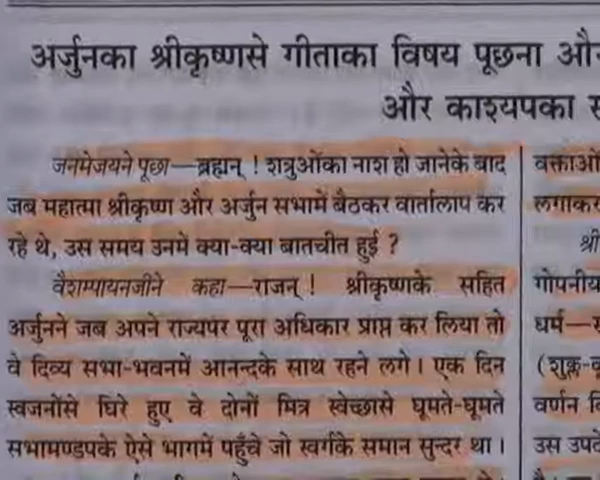 अर्जुनका श्रीकृष्णसे गीताका विषय पूछना
और काश्यपका
जनमेजयने पूछा—ब्रह्मन् ! शत्रुओंका नाश हो जानेके बाद
जब महात्मा श्रीकृष्ण और अर्जुन सभामें बैठकर वार्तालाप कर
रहे थे, उस समय उनमें क्या-क्या बातचीत हुई ?
वैशम्पायनजीने कहा—राजन् ! श्रीकृष्णके सहित
अर्जुनने जब अपने राज्यपर पूरा अधिकार प्राप्त कर लिया तो
वे दिव्य सभा-भवनमें आनन्दके साथ रहने लगे। एक दिन
स्वजनोंसे घिरे हुए वे दोनों मित्र स्वेच्छासे घूमते-घूमते
सभामण्डपके ऐसे भागमें पहुँचे जो स्वर्गके समान सुन्दर था।
वक्ताओं
लगाकर
श्री
गोपनीय
धर्म—
(शुक्ल-
वर्णन
उस